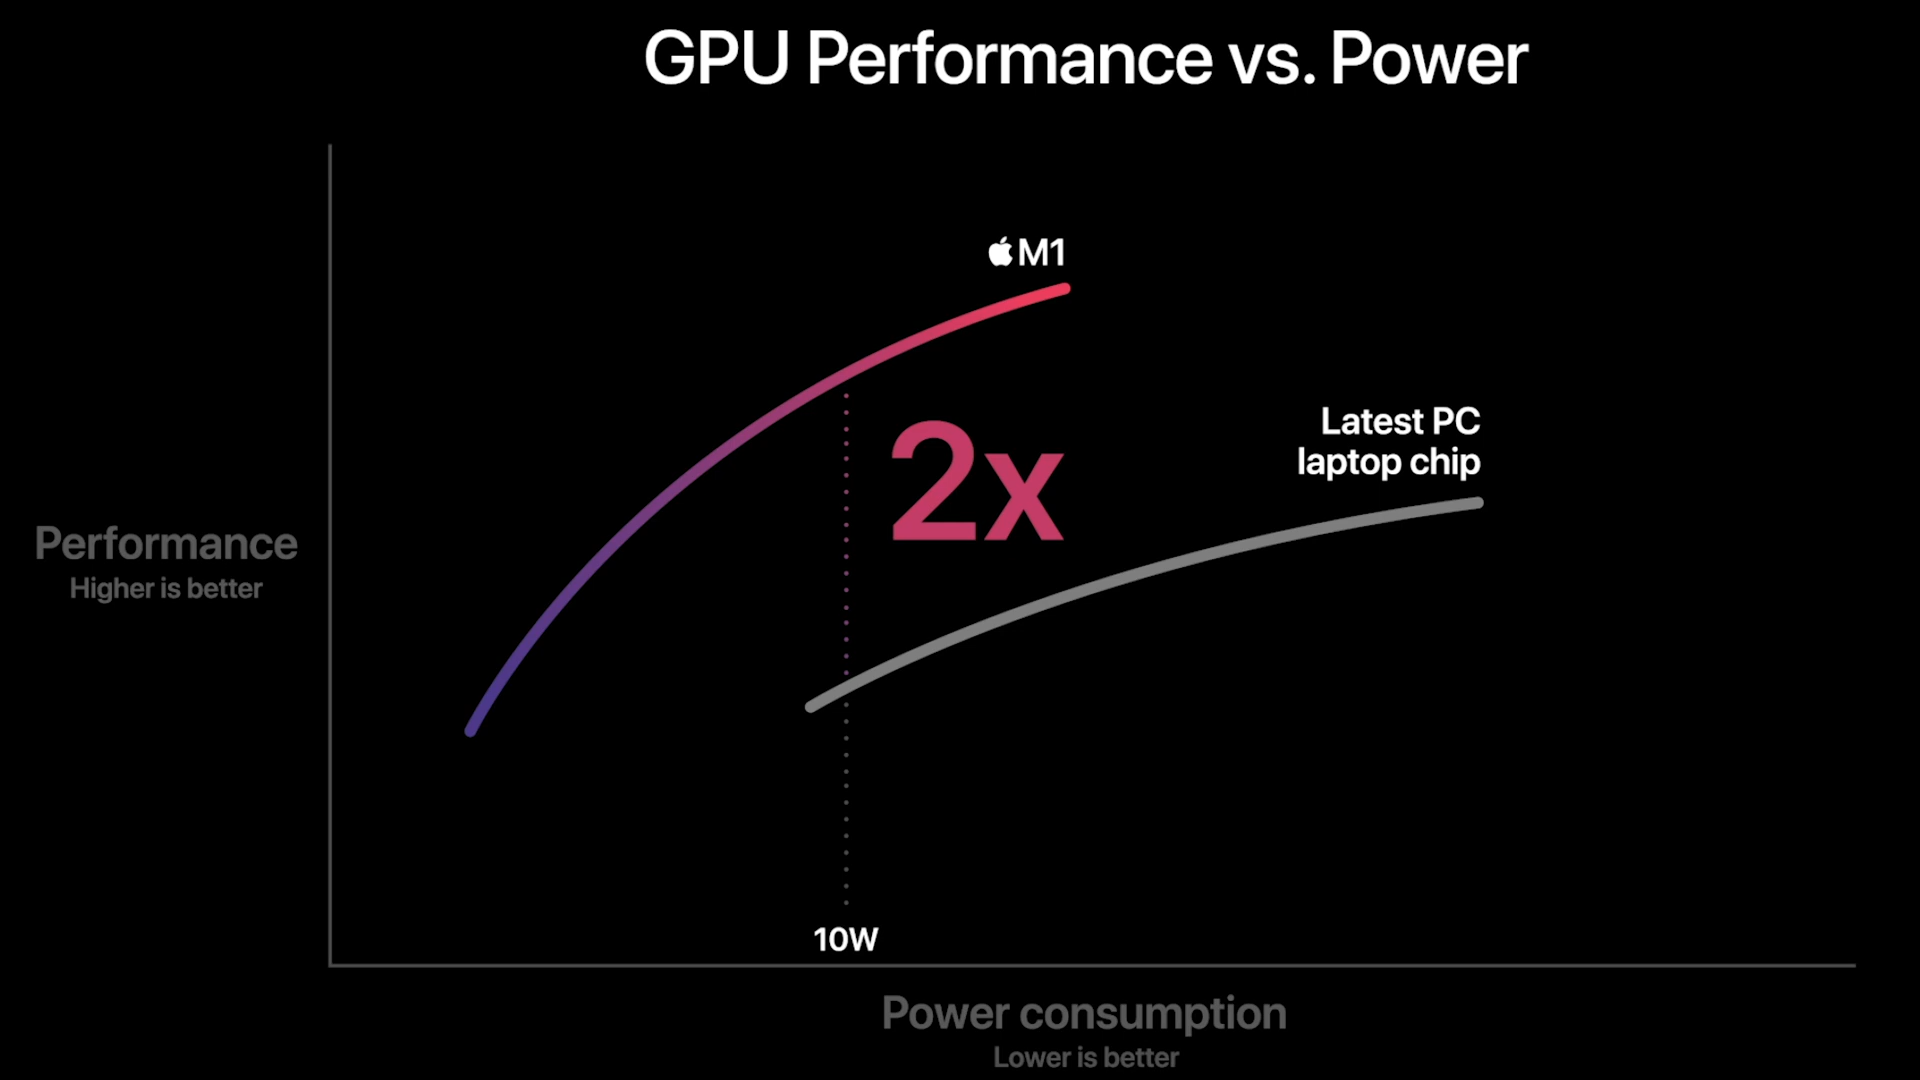 GPU Performance vs. Power
M1
Latest PC
laptop chip
2x
Performance
Higher is better
10W
Power consumption
Lower is better